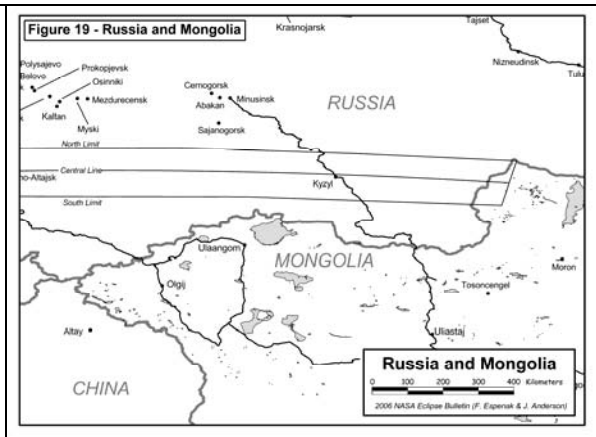 Figure 19 - Russia and Mongolia
Krasnojarsk
Tajset
Nizneudinsk
Tulu
Polysajevo
Prokopjevsk
Belovo
Osinniki
k
Mezdurecensk
k
Kaltan
Myski
Cernogorsk
Minusinsk
Abakan
Sajanogorsk
RUSSIA
North Limit
Central Line
no-Altajsk
Kyzyl
South Limit
Ulaangom
MONGOLIA
Moron
Olgij
Tosoncengel
Altay
Uliastaj
CHINA
Russia and Mongolia
0 100 200 300 400 Kilometers
2006 NASA Eclipse Bulletin (F. Espenak & J. Anderson)